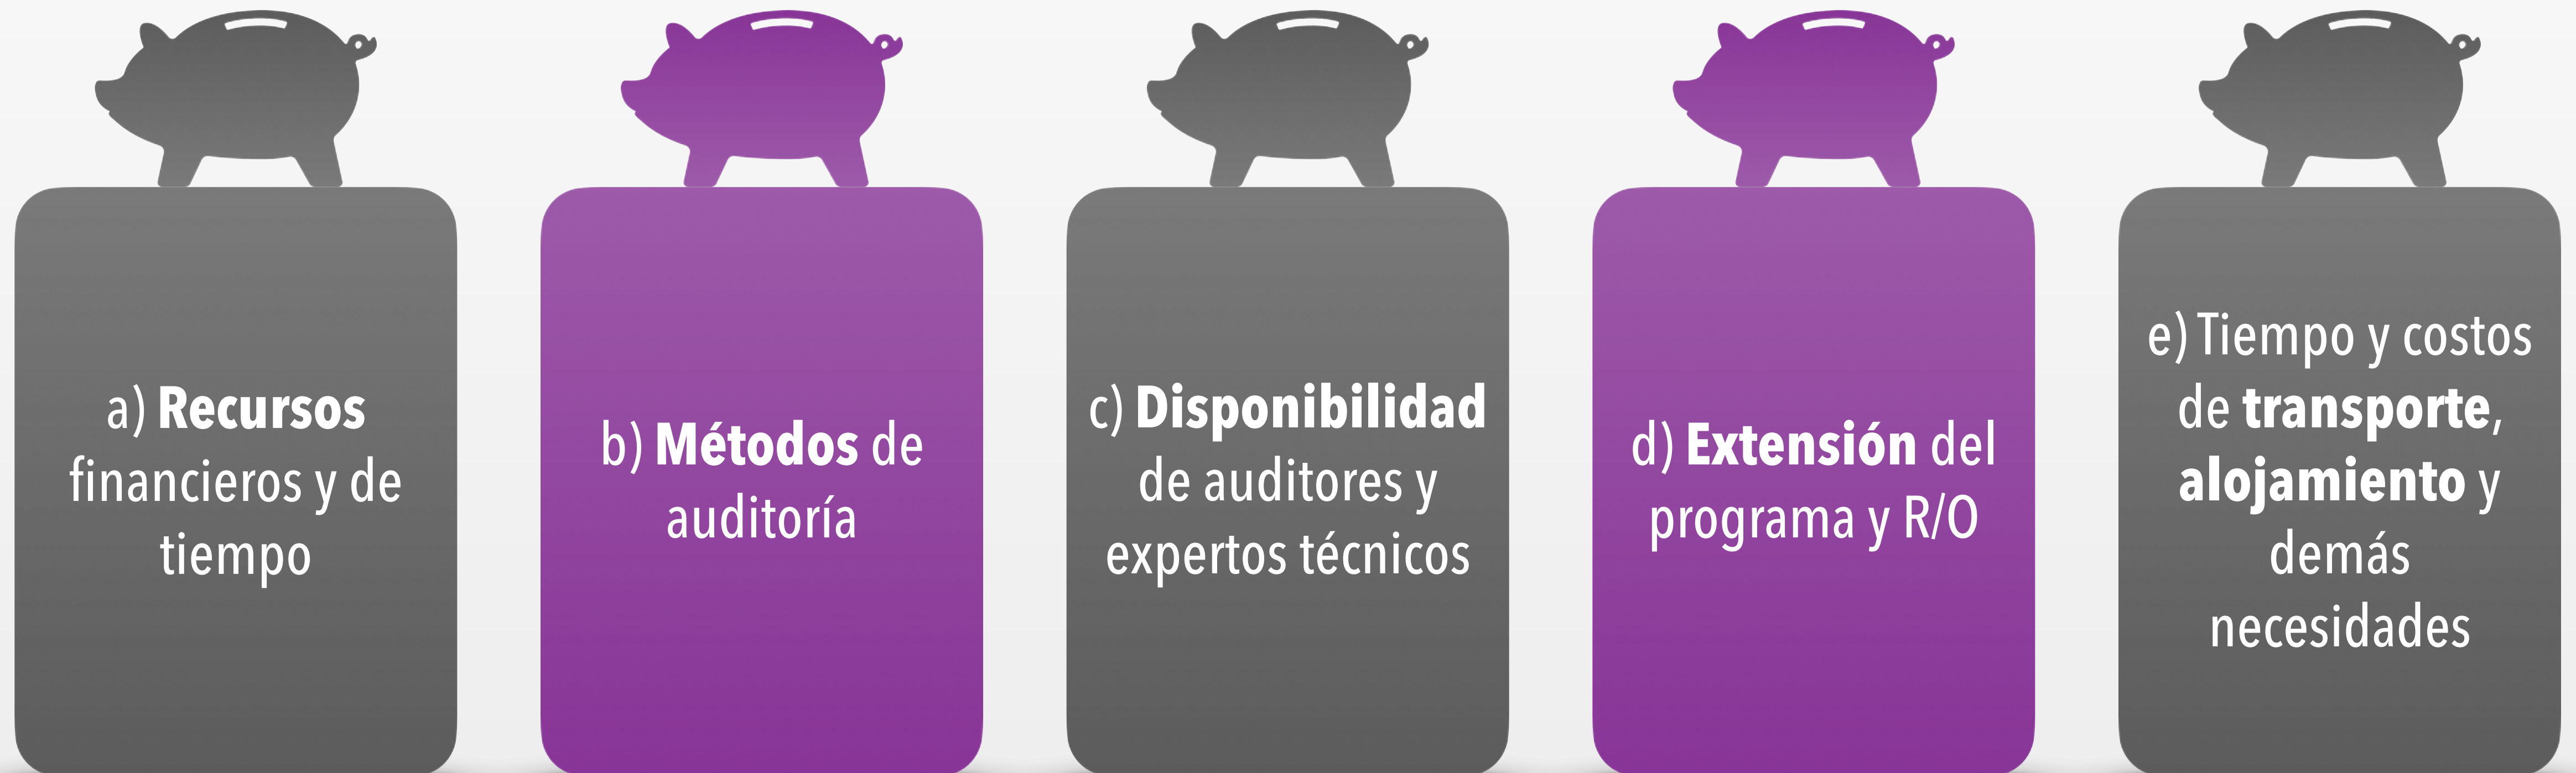 a) Recursos
financieros y de
tiempo
b) Métodos de
auditoría
c) Disponibilidad
de auditores y
expertos técnicos
d) Extensión del
programa y R/O
e) Tiempo y costos
de transporte,
alojamiento y
demás
necesidades